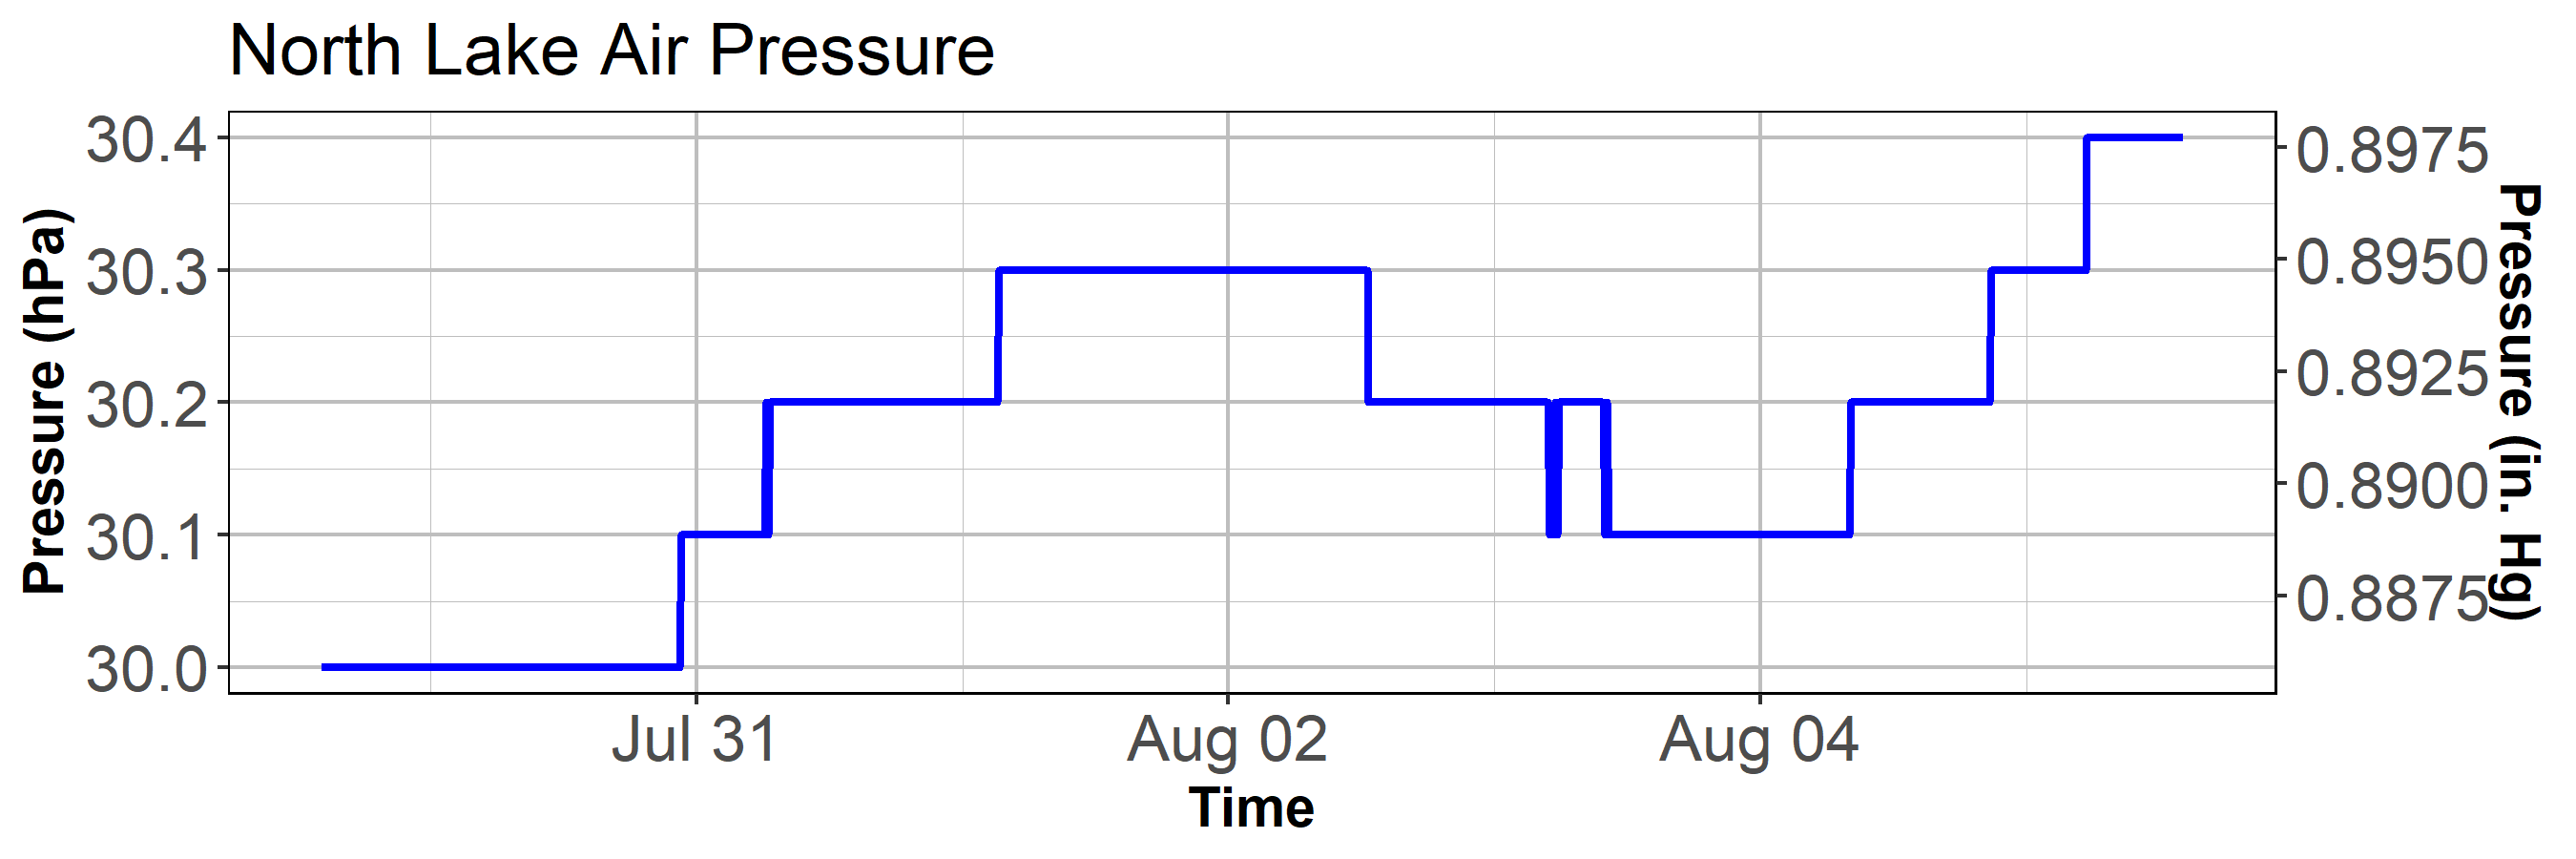 North Lake Air Pressure
Pressure (hPa)
30.4
30.3
30.2
30.1
30.0
0.8975
0.8950
0.8925
0.8900
0.8875
Pressure (in. Hg)
Jul 31
Aug 02
Aug 04
Time